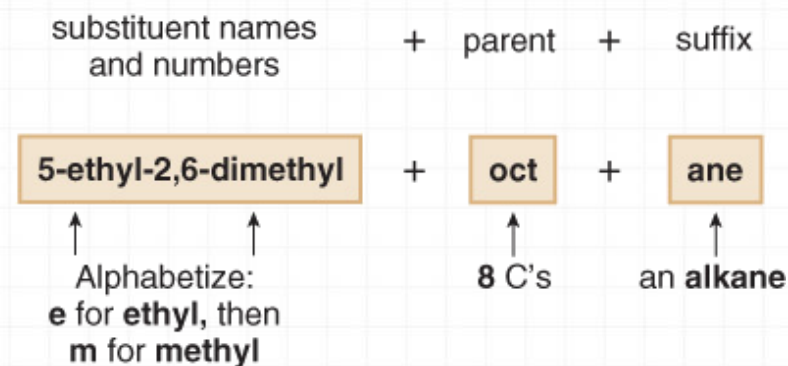 substituent names + parent + suffix
and numbers
5-ethyl-2,6-dimethyl + oct + ane
Alphabetize: 8 C's an alkane
e for ethyl, then
m for methyl